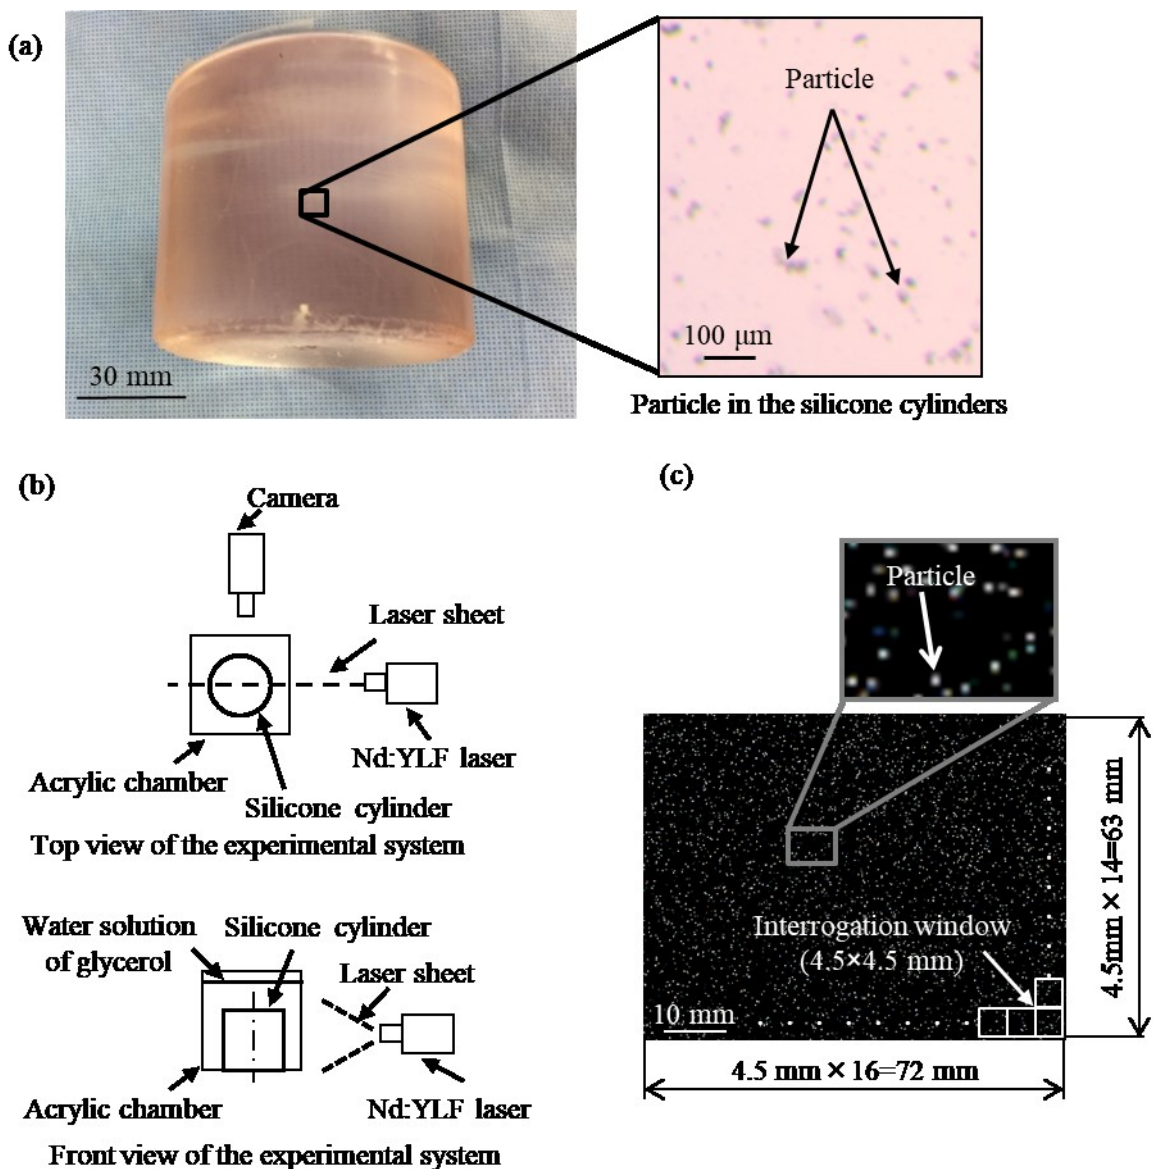 (a)
Particle
30 mm
100 μm
Particle in the silicone cylinders
(b)
Camera
Laser sheet
Nd:YLF laser
Acrylic chamber
Silicone cylinder
Top view of the experimental system
Water solution
of glycerol
Silicone cylinder
Laser sheet
Acrylic chamber
Nd:YLF laser
Front view of the experimental system
(c)
Particle
Interrogation window
(4.5×4.5 mm)
10 mm
4.5mm × 14=63 mm
4.5 mm × 16=72 mm